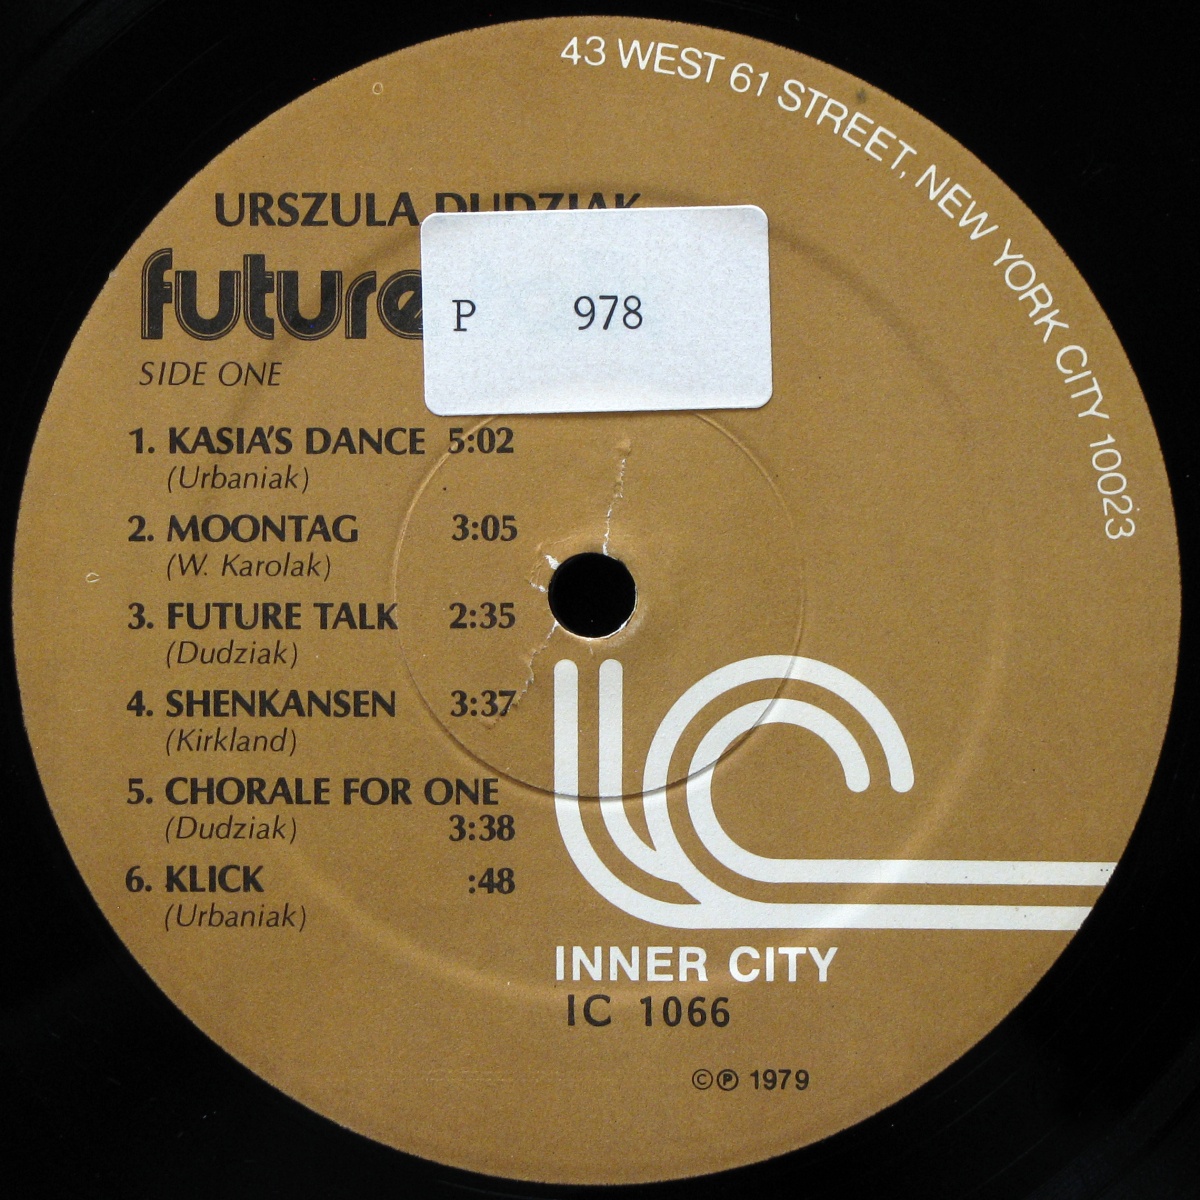 43 WEST 61 STREET, NEW YORK CITY 10023
URSZULA DUDZIAK
future
P 978
SIDE ONE
1. KASIA'S DANCE 5:02
(Urbaniak)
2. MOONTAG 3:05
(W. Karolak)
3. FUTURE TALK 2:35
(Dudziak)
4. SHENKANSEN 3:37
(Kirkland)
5. CHORALE FOR ONE
(Dudziak) 3:38
6. KLICK :48
(Urbaniak)
INNER CITY
IC 1066
©℗ 1979